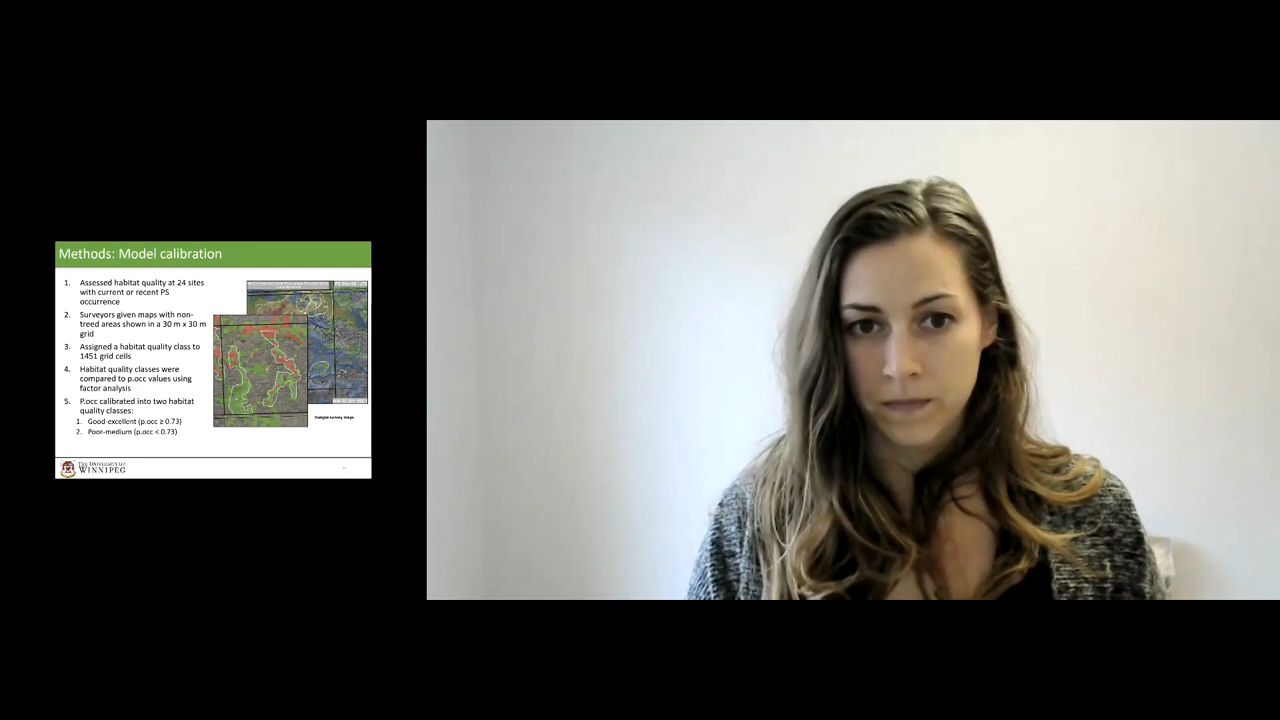 Methods: Model calibration
1. Assessed habitat quality at 24 sites
with current or recent PS
occurrence
2. Surveyors given maps with non-
treed areas shown in a 30 m x 30 m
grid
3. Assigned a habitat quality class to
1451 grid cells
4. Habitat quality classes were
compared to p.occ values using
factor analysis
5. P.occ calibrated into two habitat
quality classes:
1. Good-excellent (p.occ ≥ 0.73)
2. Poor-medium (p.occ < 0.73)
Sample survey maps
THE UNIVERSITY OF
WINNIPEG